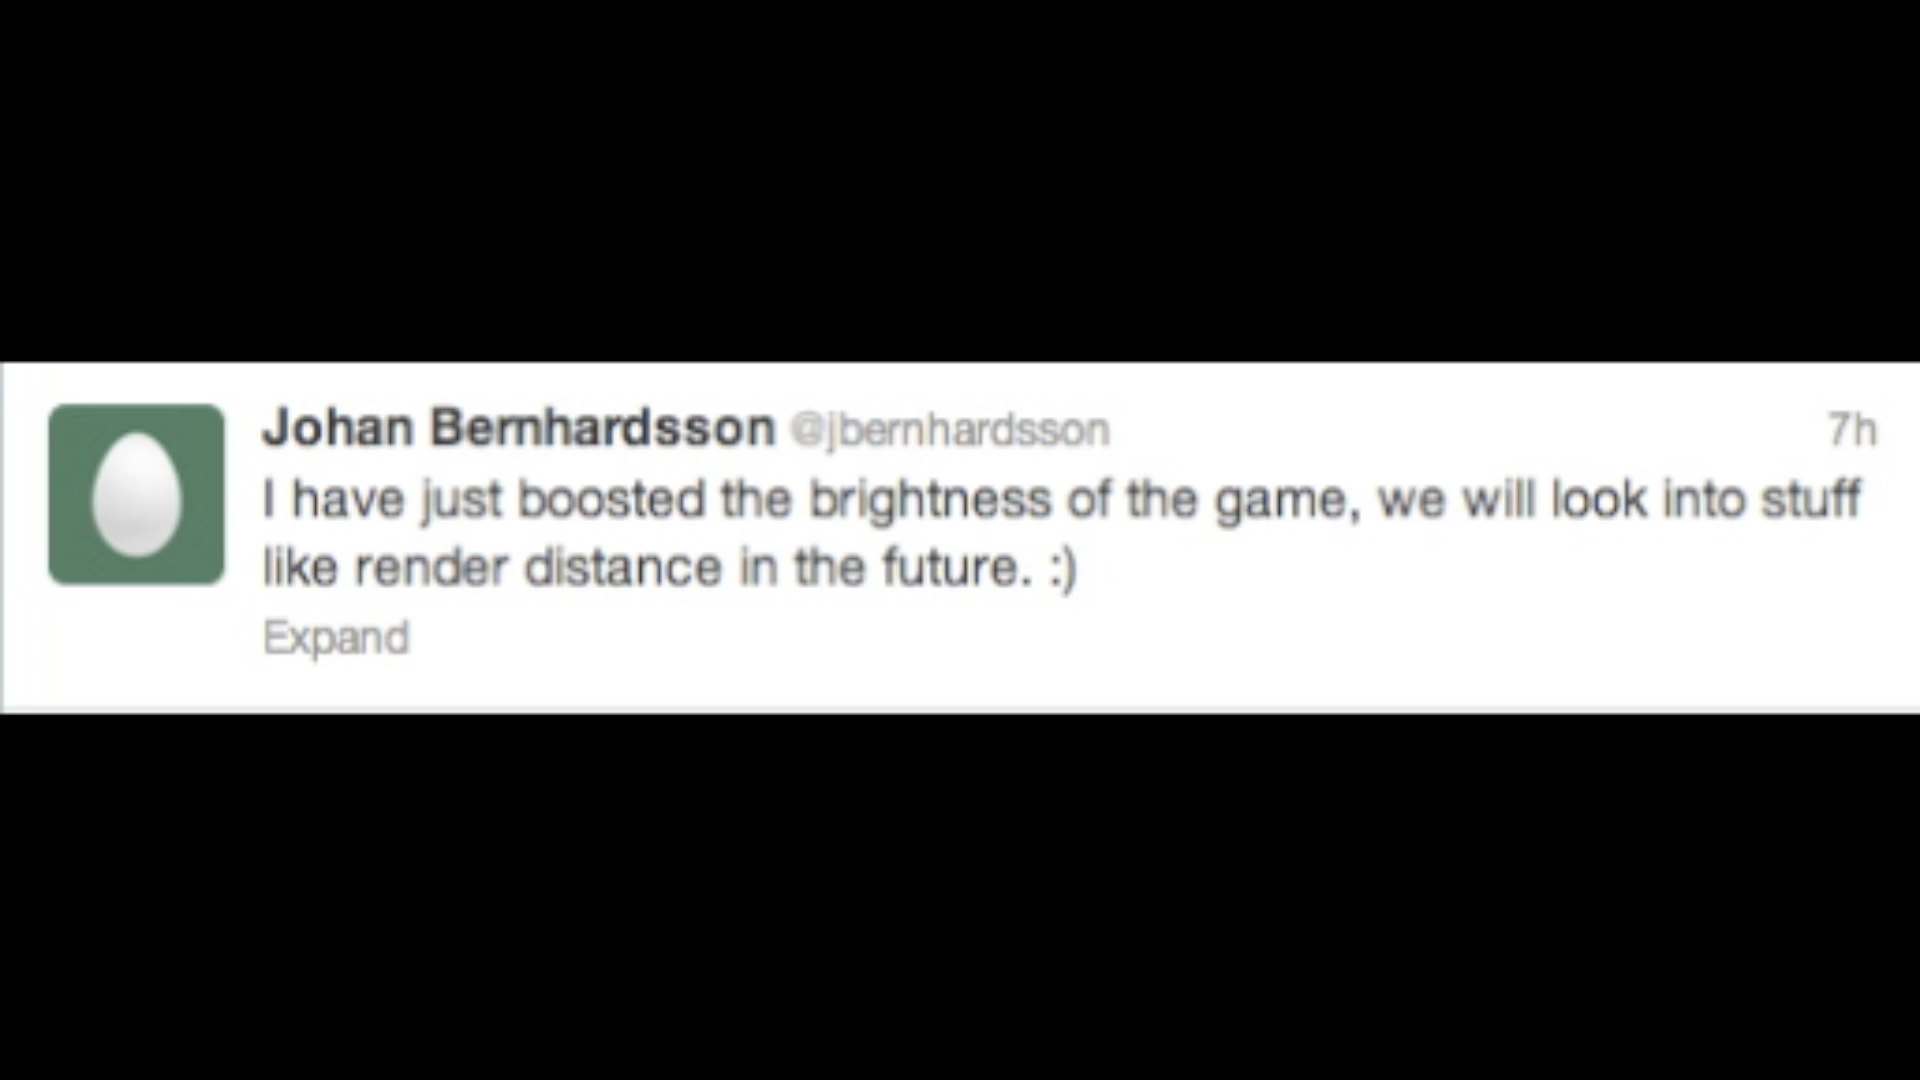 Johan Bernhardsson @jbernhardsson 7h
I have just boosted the brightness of the game, we will look into stuff
like render distance in the future. :)
Expand